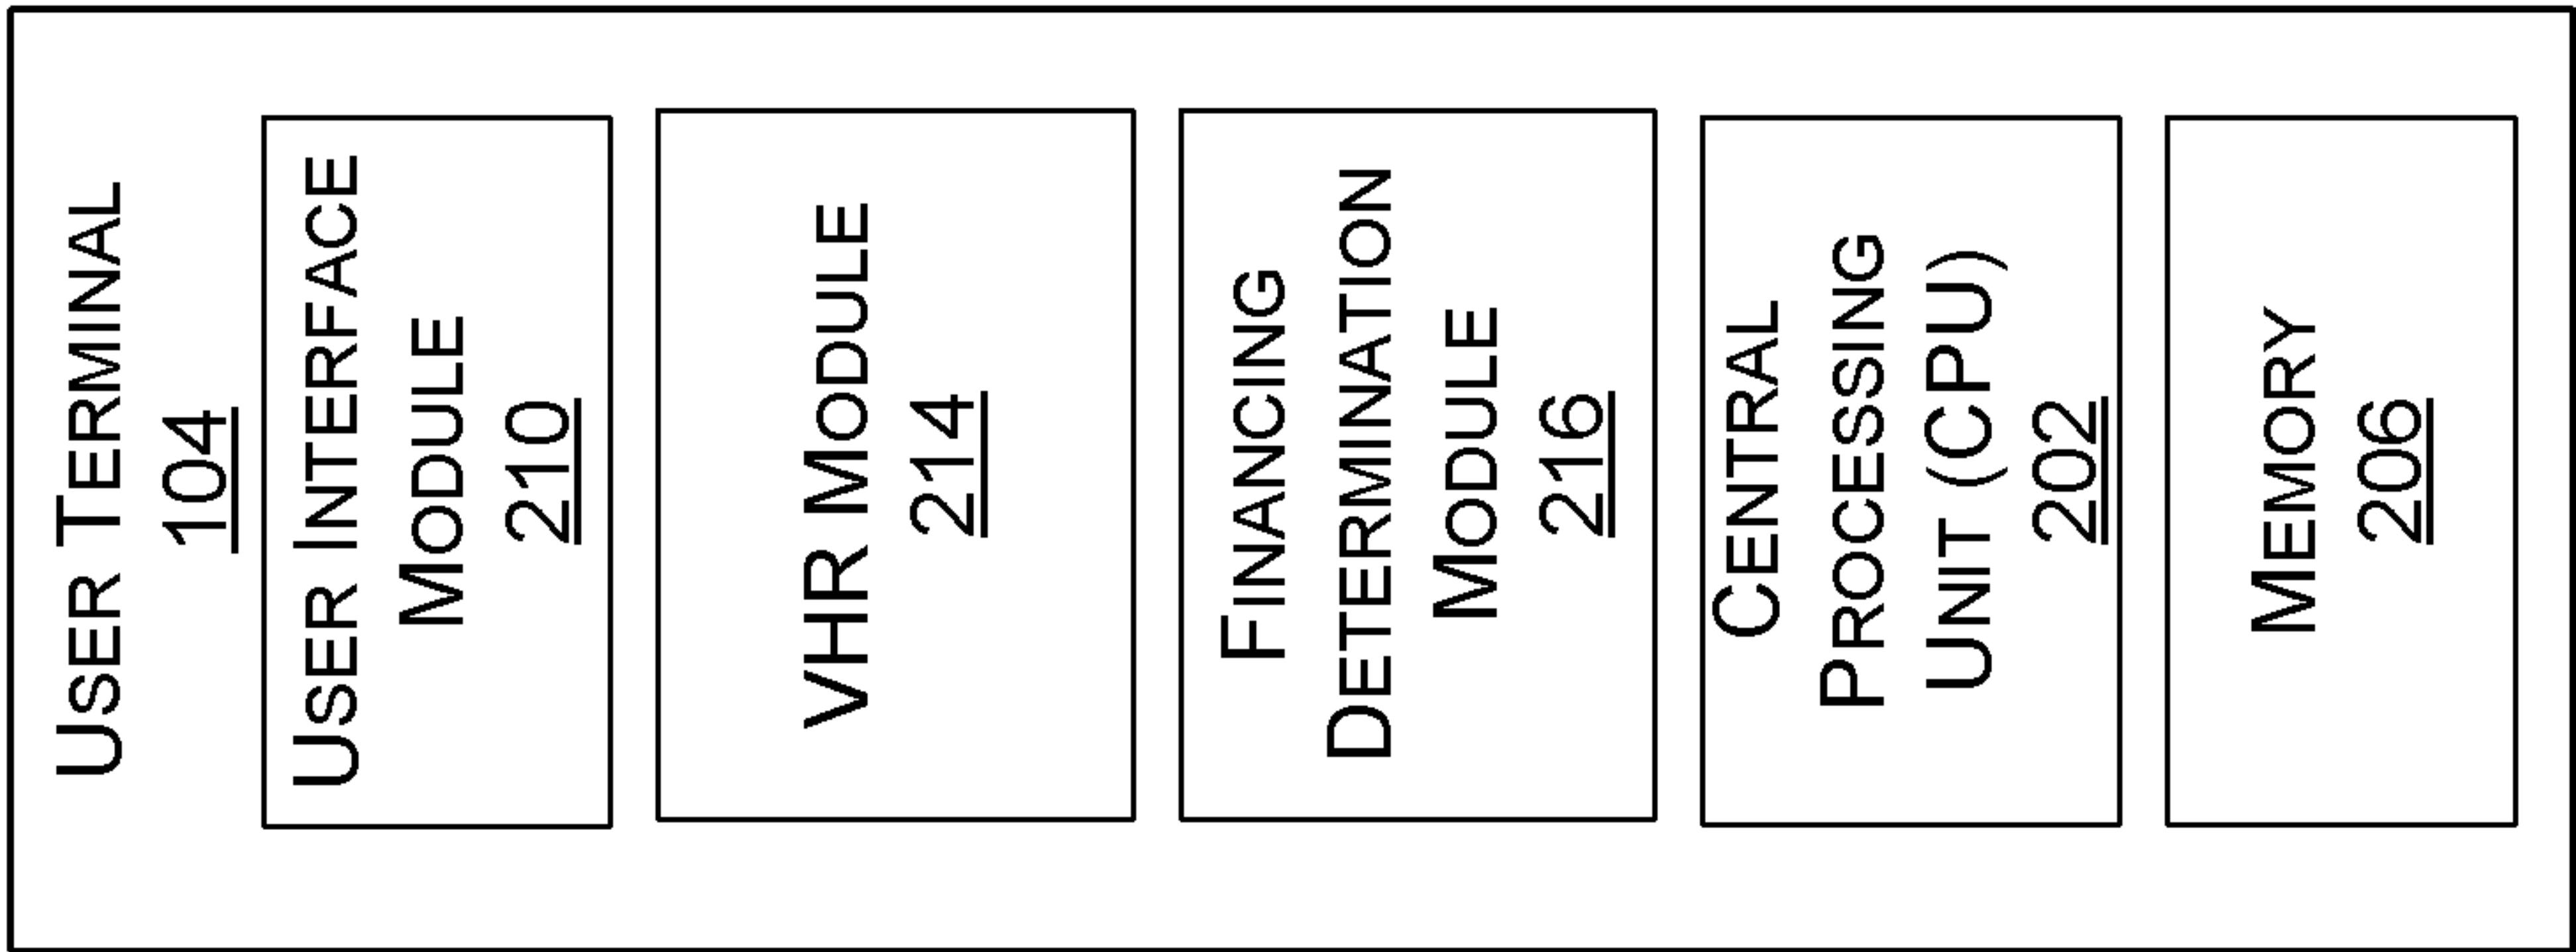 USER TERMINAL
104
USER INTERFACE
MODULE
210
VHR MODULE
214
FINANCING
DETERMINATION
MODULE
216
CENTRAL
PROCESSING
UNIT (CPU)
202
MEMORY
206